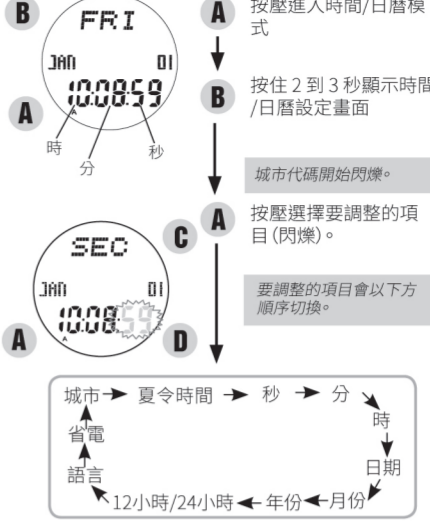 B
FRI
JAN 01
10:08:59
A
A
時
分
秒
A
按壓進入時間/日曆模
式
B
按住 2 到 3 秒顯示時間
/日曆設定畫面
城市代碼開始閃爍。
A
按壓選擇要調整的項
目(閃爍)。
要調整的項目會以下方
順序切換。
SEC
C
JAN 01
10:08:59
A
A
D
城市 夏令時間 秒 分
時
日期
月份
年份
12小時/24小時
語言
省電